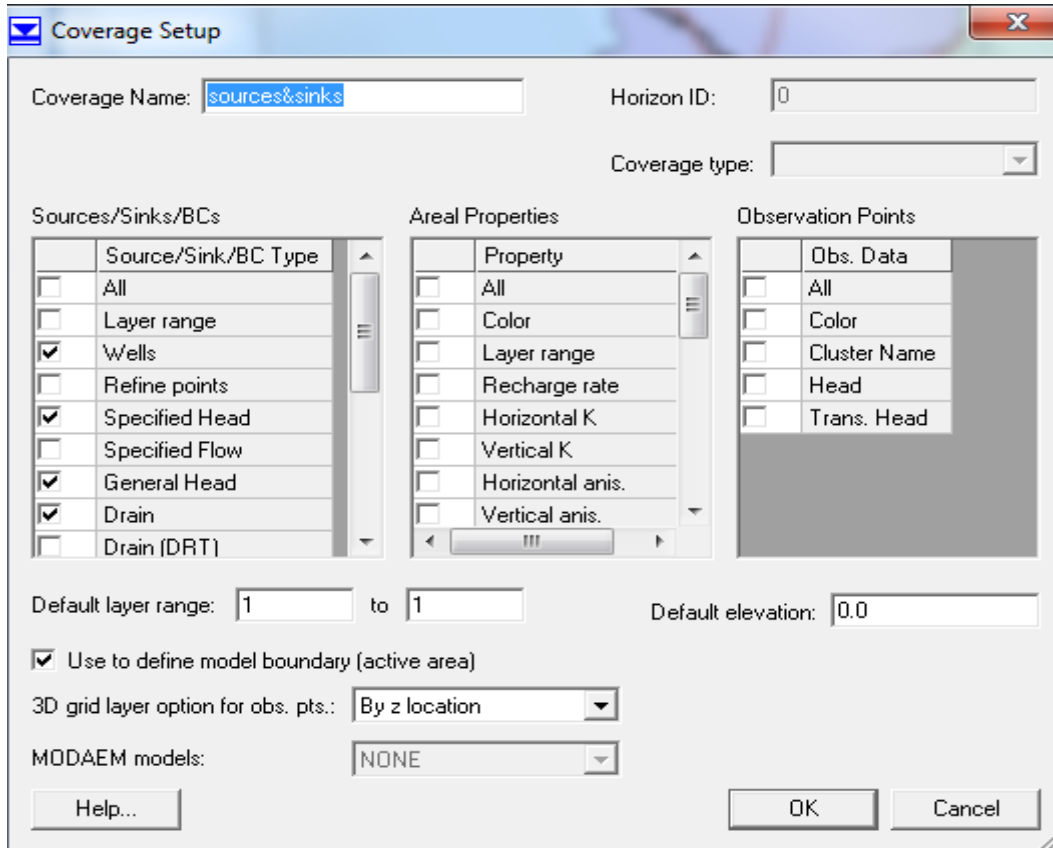 Coverage Setup
Coverage Name: sources&sinks
Horizon ID: 0
Coverage type:
Sources/Sinks/BCs
Source/Sink/BC Type
All
Layer range
Wells
Refine points
Specified Head
Specified Flow
General Head
Drain
Drain (DRT)
Areal Properties
Property
All
Color
Layer range
Recharge rate
Horizontal K
Vertical K
Horizontal anis.
Vertical anis.
Observation Points
Obs. Data
All
Color
Cluster Name
Head
Trans. Head
Default layer range: 1 to 1
Default elevation: 0.0
Use to define model boundary (active area)
3D grid layer option for obs. pts.: By z location
MODAEM models: NONE
Help...
OK
Cancel